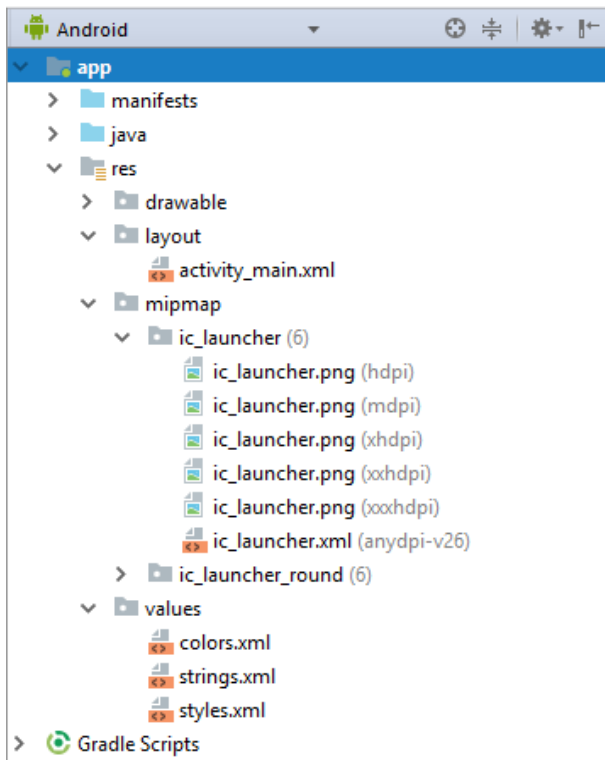 Android
app
manifests
java
res
drawable
layout
activity_main.xml
mipmap
ic_launcher (6)
ic_launcher.png (hdpi)
ic_launcher.png (mdpi)
ic_launcher.png (xhdpi)
ic_launcher.png (xxhdpi)
ic_launcher.png (xxxhdpi)
ic_launcher.xml (anydpi-v26)
ic_launcher_round (6)
values
colors.xml
strings.xml
styles.xml
Gradle Scripts